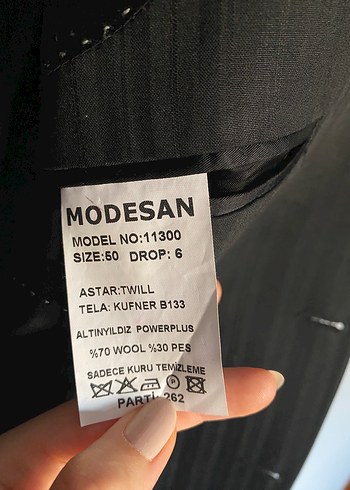 MODESAN
MODEL NO:11300
SIZE:50 DROP: 6
ASTAR:TWILL
TELA: KUFNER B133
ALTINYILDIZ POWERPLUS
%70 WOOL %30 PES
SADECE KURU TEMİZLEME
262